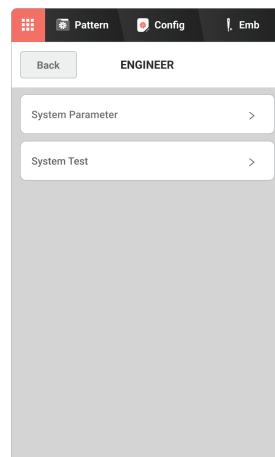 Pattern Config Emb
Back ENGINEER
System Parameter
System Test